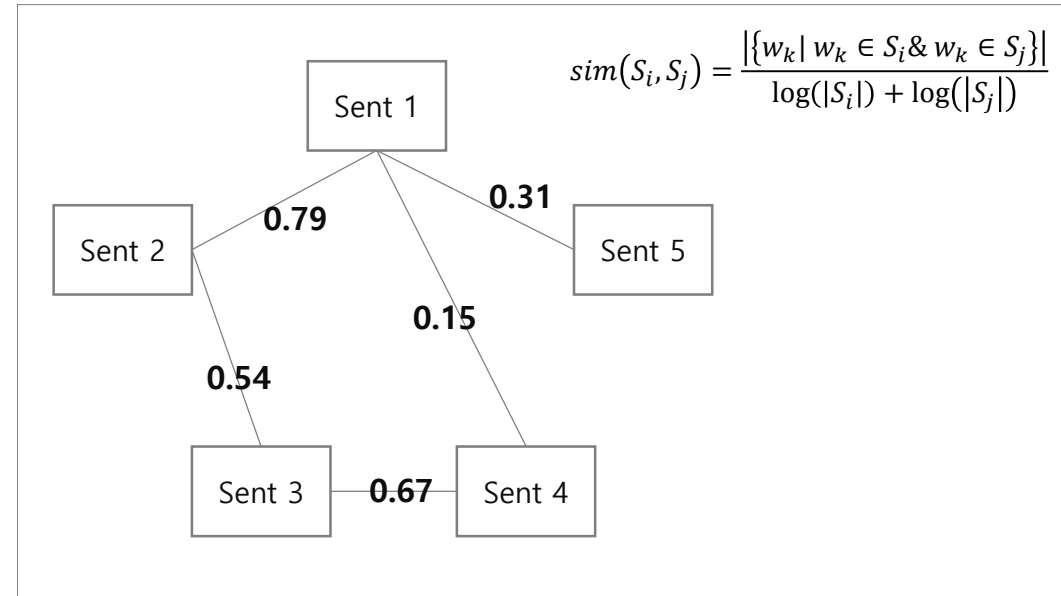 sim(S_i, S_j) = |{w_k| w_k ∈ S_i & w_k ∈ S_j}| / log(|S_i|) + log(|S_j|)
Sent 1
0.31
0.79
Sent 2
Sent 5
0.15
0.54
Sent 3
0.67
Sent 4